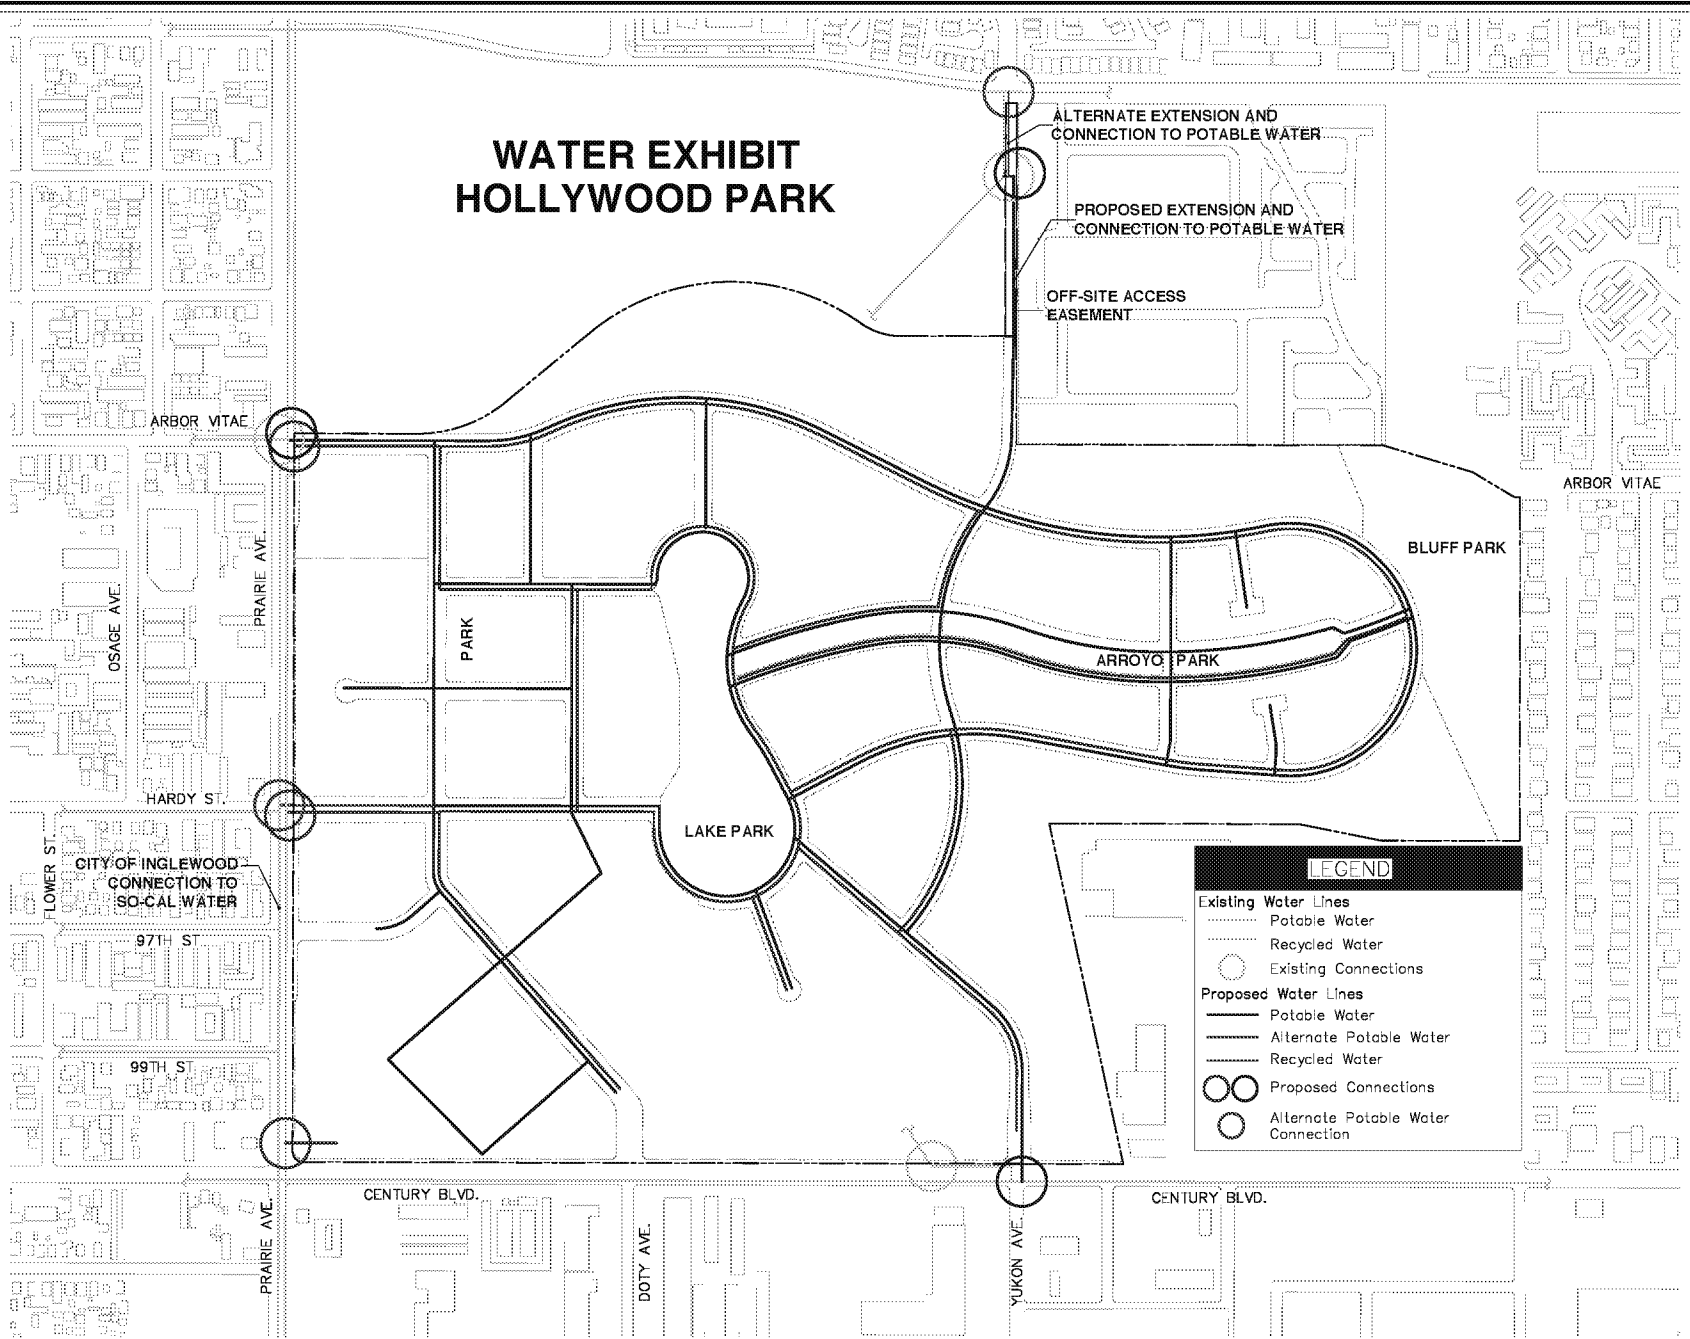 WATER EXHIBIT
HOLLYWOOD PARK
ALTERNATE EXTENSION AND
CONNECTION TO POTABLE WATER
PROPOSED EXTENSION AND
CONNECTION TO POTABLE WATER
OFF-SITE ACCESS
EASEMENT
ARBOR VITAE
ARBOR VITAE
BLUFF PARK
PRAIRIE AVE.
OSAGE AVE.
PARK
ARROYO PARK
HARDY ST.
LAKE PARK
FLOWER ST.
CITY OF INGLEWOOD
CONNECTION TO
SO-CAL WATER
97TH ST
99TH ST
LEGEND
Existing Water Lines
Potable Water
Recycled Water
Existing Connections
Proposed Water Lines
Potable Water
Alternate Potable Water
Recycled Water
Proposed Connections
Alternate Potable Water
Connection
CENTURY BLVD.
CENTURY BLVD.
PRAIRIE AVE.
DOTY AVE.
YUKON AVE.